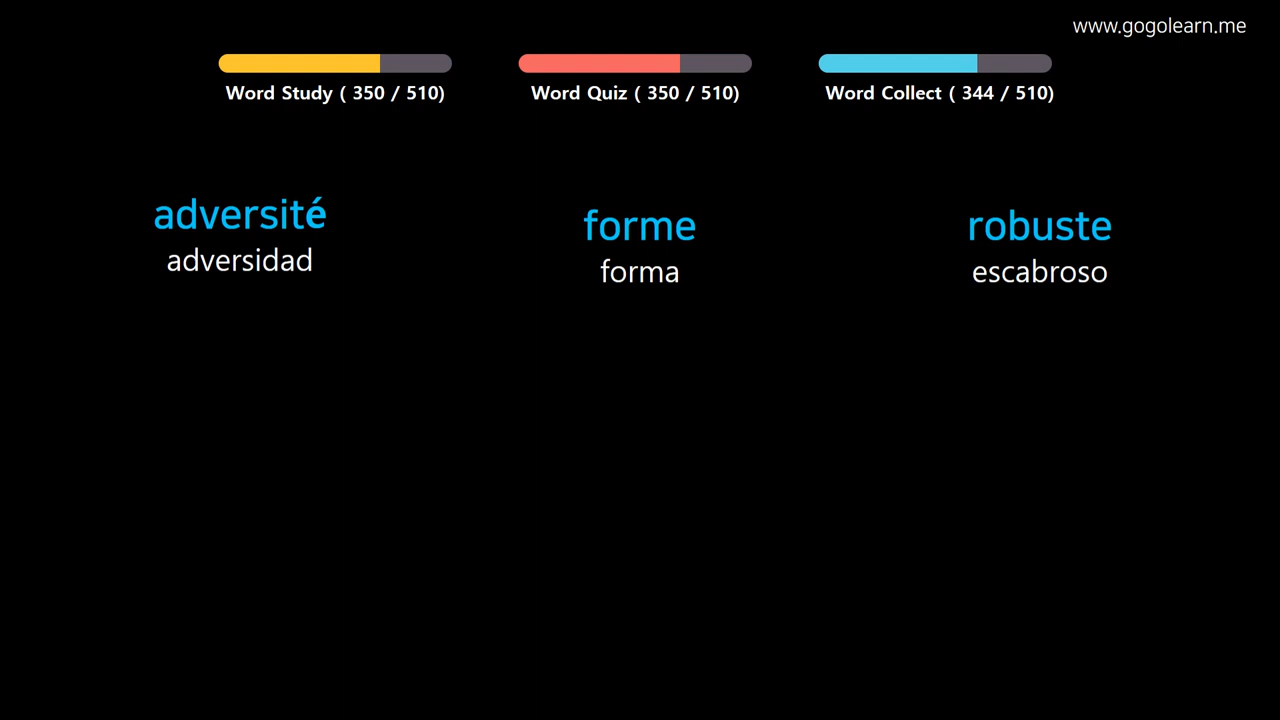 www.gogolearn.me
Word Study ( 350 / 510)
Word Quiz ( 350 / 510)
Word Collect ( 344 / 510)
adversité
adversidad
forme
forma
robuste
escabroso